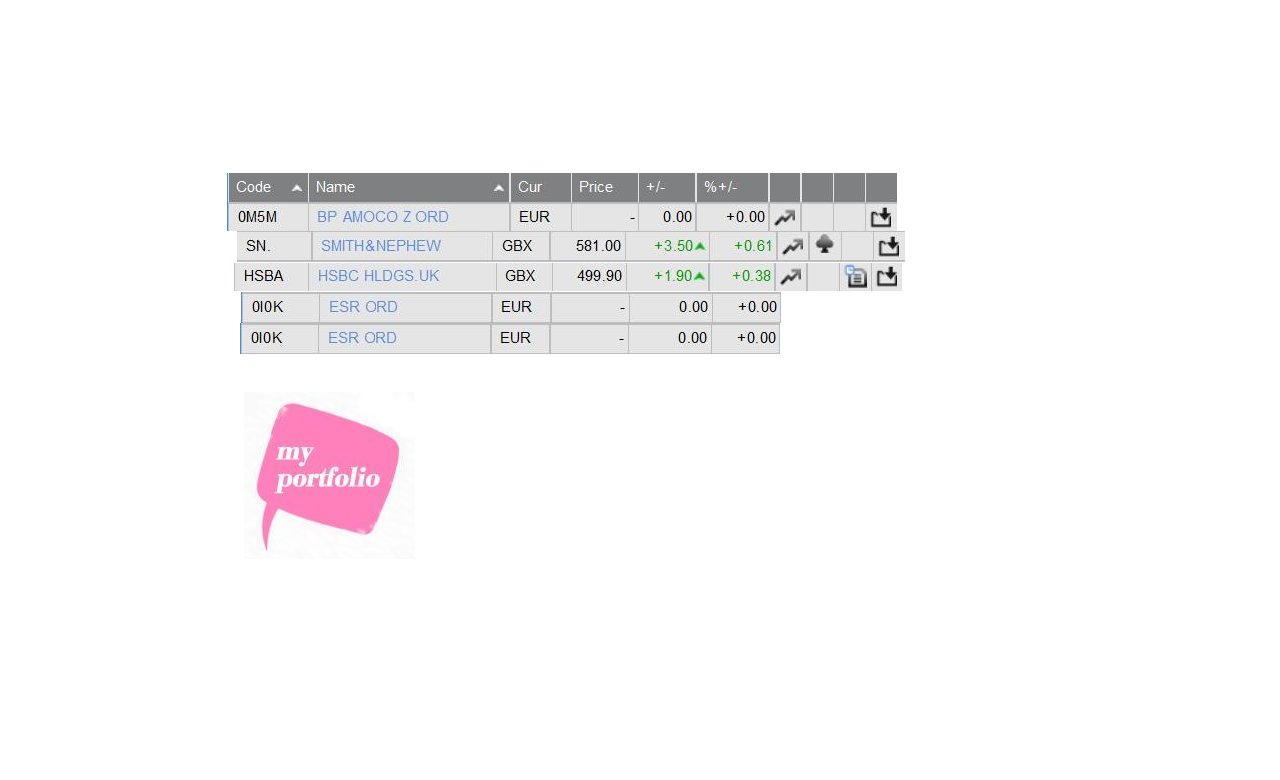 Code Name Cur Price +/- %+/-
0M5M BP AMOCO Z ORD EUR - 0.00 +0.00
SN. SMITH&NEPHEW GBX 581.00 +3.50 +0.61
HSBA HSBC HLDGS.UK GBX 499.90 +1.90 +0.38
0I0K ESR ORD EUR - 0.00 +0.00
0I0K ESR ORD EUR - 0.00 +0.00
my
portfolio